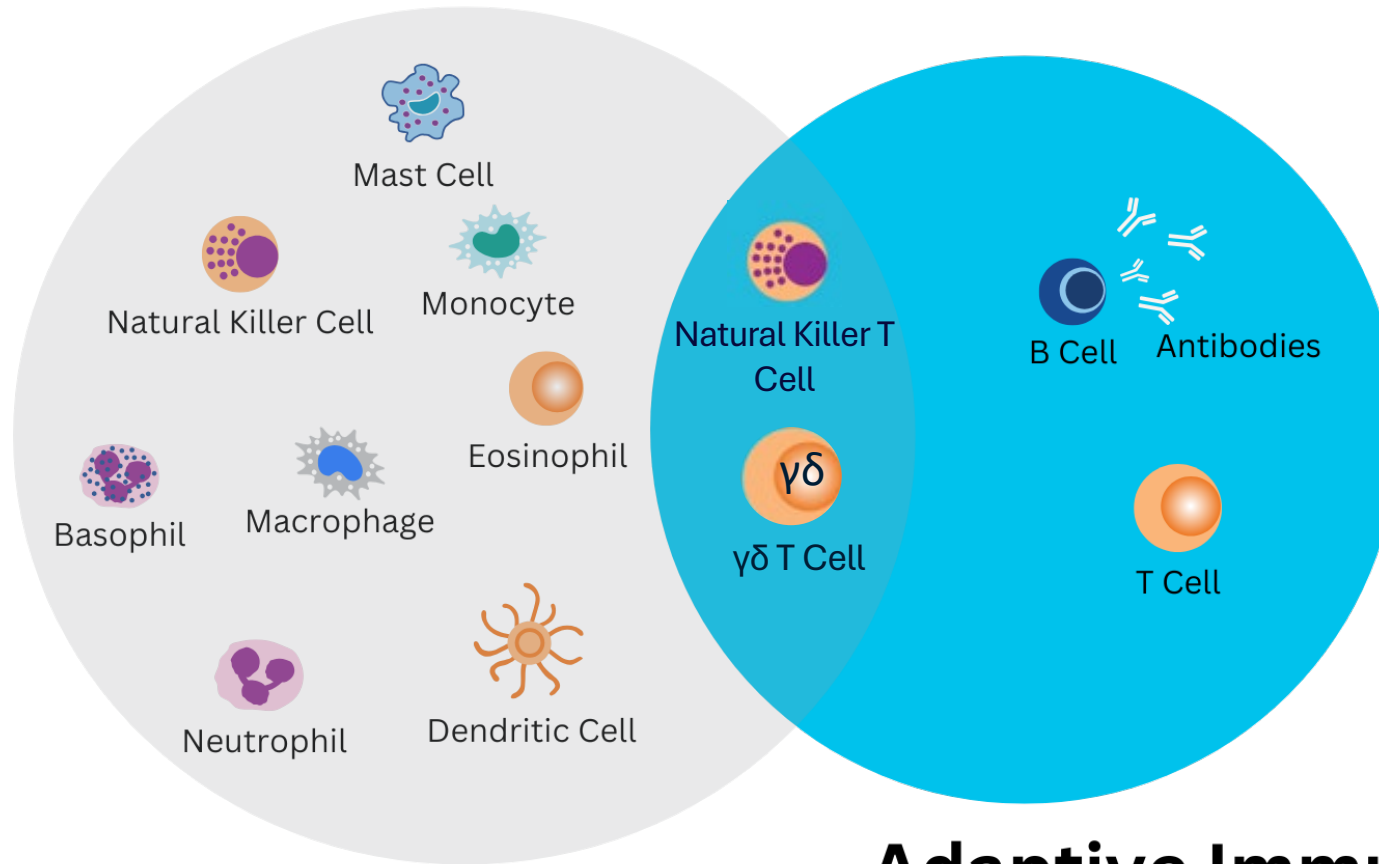 Mast Cell
Natural Killer Cell
Monocyte
Eosinophil
Basophil
Macrophage
Neutrophil
Dendritic Cell
Natural Killer T
Cell
γδ
γδ T Cell
B Cell
Antibodies
T Cell
Adaptive